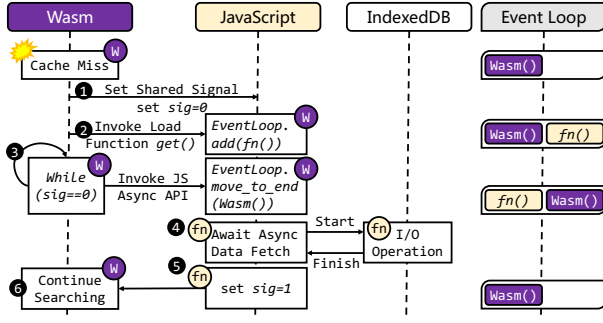 Wasm
JavaScript
IndexedDB
Event Loop
W
Cache Miss
Wasm()
1 Set Shared Signal
set sig=0
2 Invoke Load
Function get()
W
EventLoop.
add(fn())
Wasm()
fn()
3
W
While
(sig==0)
Invoke JS
Async API
W
EventLoop.
move_to_end
(Wasm())
fn()
Wasm()
4
fn
Await Async
Data Fetch
Start
Finish
fn
I/O
Operation
5
fn
set sig=1
6
W
Continue
Searching
Wasm()